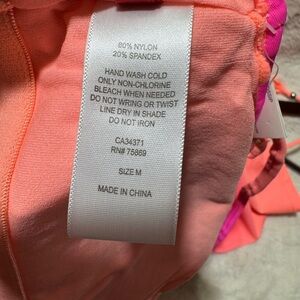 80% NYLON
20% SPANDEX
HAND WASH COLD
ONLY NON-CHLORINE
BLEACH WHEN NEEDED
DO NOT WRING OR TWIST
LINE DRY IN SHADE
DO NOT IRON
CA34371
RN# 75869
SIZE M
MADE IN CHINA